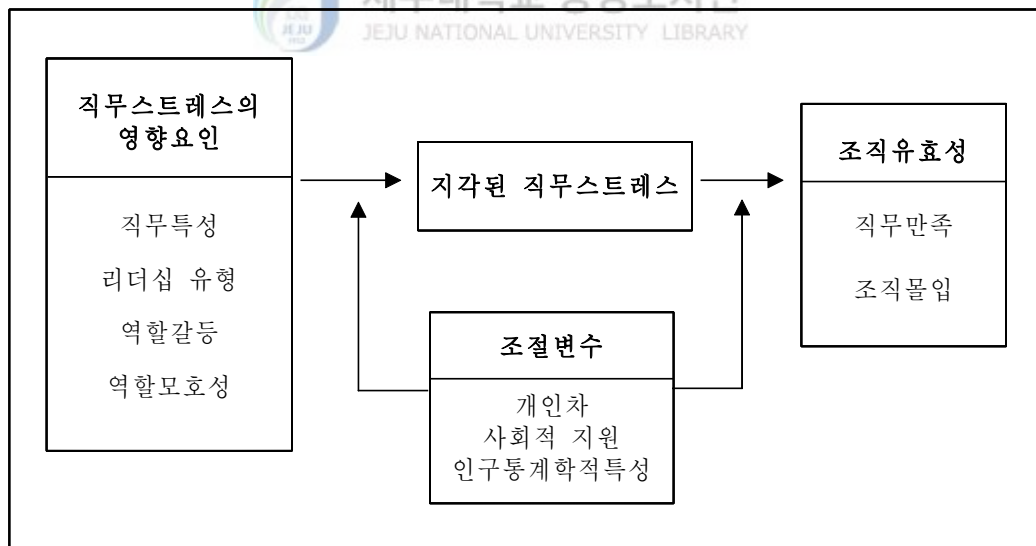 JEJU NATIONAL UNIVERSITY LIBRARY
직무스트레스의
영향요인
직무특성
리더십 유형
역할갈등
역할모호성
지각된 직무스트레스
조절변수
개인차
사회적 지원
인구통계학적특성
조직유효성
직무만족
조직몰입